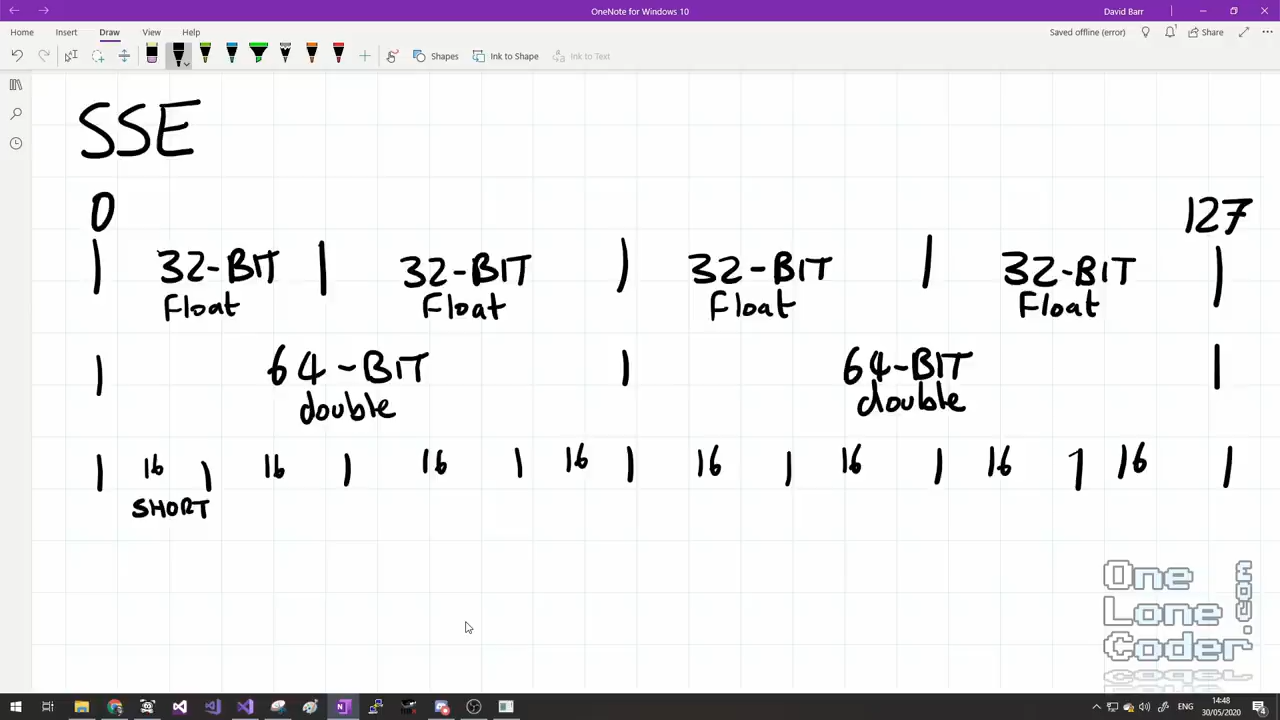 OneNote for Windows 10
David Barr
Home Insert Draw View Help
Saved offline (error)
Share
Shapes
Ink to Shape
Ink to Text
SSE
0 127
32-BIT 32-BIT 32-BIT 32-BIT
Float Float Float Float
64-BIT 64-BIT
double double
16 16 16 16 16 16 16 16
SHORT
One
Lone
Coder
.com
ENG
14:48
30/05/2020